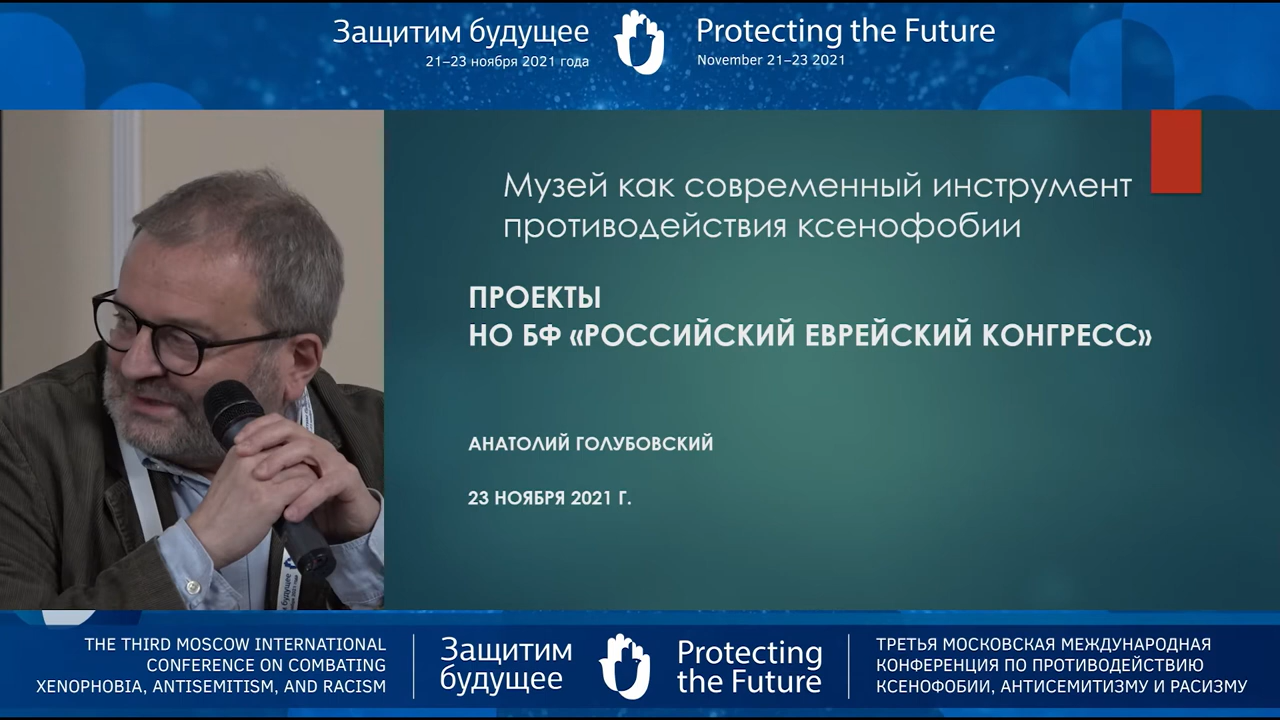 Защитим будущее
21–23 ноября 2021 года
Protecting the Future
November 21–23 2021
Музей как современный инструмент
противодействия ксенофобии
ПРОЕКТЫ
НО БФ «РОССИЙСКИЙ ЕВРЕЙСКИЙ КОНГРЕСС»
АНАТОЛИЙ ГОЛУБОВСКИЙ
23 НОЯБРЯ 2021 Г.
THE THIRD MOSCOW INTERNATIONAL
CONFERENCE ON COMBATING
XENOPHOBIA, ANTISEMITISM, AND RACISM
Защитим
будущее
Protecting
the Future
ТРЕТЬЯ МОСКОВСКАЯ МЕЖДУНАРОДНАЯ
КОНФЕРЕНЦИЯ ПО ПРОТИВОДЕЙСТВИЮ
КСЕНОФОБИИ, АНТИСЕМИТИЗМУ И РАСИЗМУ